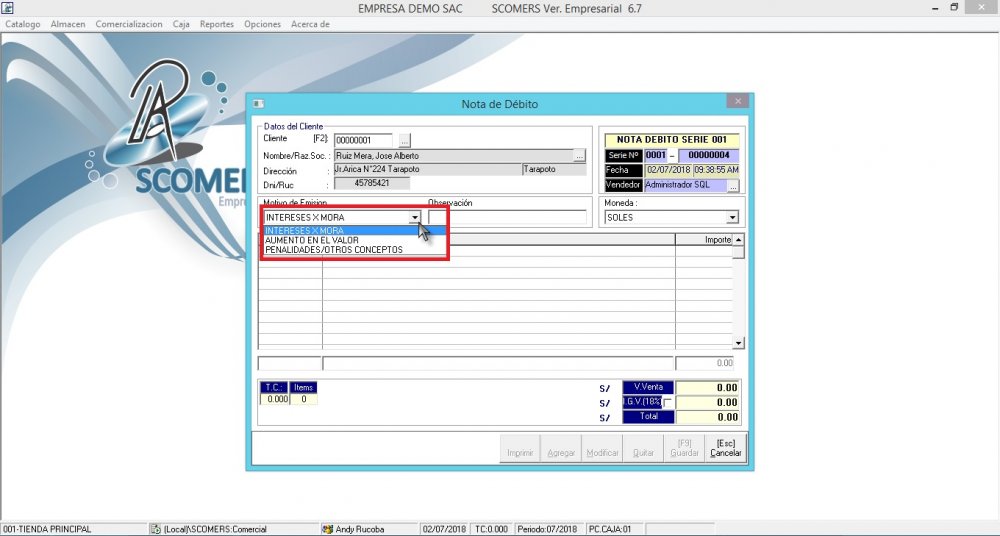 EMPRESA DEMO SAC SCOMERS Ver. Empresarial 6.7
Catalogo Almacen Comercializacion Caja Reportes Opciones Acerca de
SCOMER
Empre
Nota de Débito
Datos del Cliente
Cliente [F2]: 00000001 ...
Nombre/Raz.Soc. : Ruiz Mera, Jose Alberto ...
Dirección : Jr.Arica N°224 Tarapoto Tarapoto
Dni/Ruc : 45785421
NOTA DEBITO SERIE 001
Serie Nº 0001 - 00000004
Fecha 02/07/2018 09:38:55 AM
Vendedor Administrador SQL ...
Motivo de Emision Observación Moneda :
INTERESES X MORA SOLES
INTERESES X MORA
AUMENTO EN EL VALOR
PENALIDADES/OTROS CONCEPTOS
Importe
0.00
T.C.: Items
0.000 0
S/ V.Venta 0.00
S/ I.G.V.(18%) 0.00
S/ Total 0.00
Imprimir Agregar Modificar Quitar [F9] Guardar [Esc] Cancelar
001-TIENDA PRINCIPAL (Local)\SCOMERS:Comercial Andy Rucoba 02/07/2018 TC:0.000 Periodo:07/2018 PC.CAJA:01